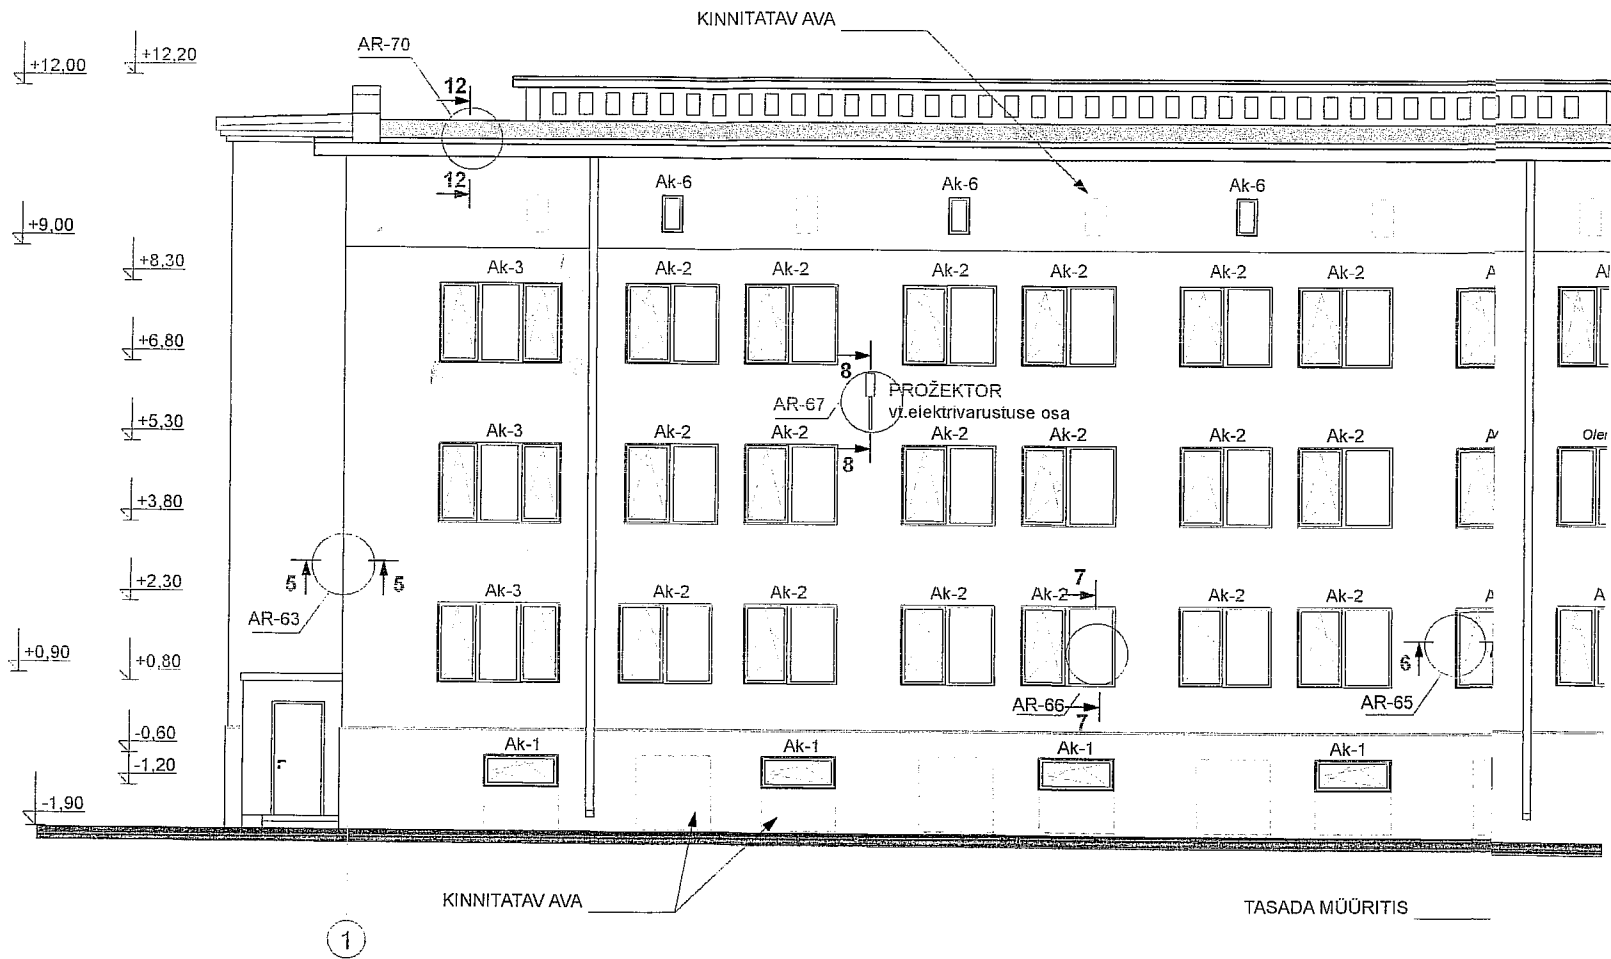 KINNITATAV AVA
AR-70
+12,00
+12,20
12
12
Ak-6
Ak-6
Ak-6
+9,00
+8,30
Ak-3
Ak-2
Ak-2
Ak-2
Ak-2
Ak-2
Ak-2
+6,80
8
PROŽEKTOR
AR-67
vt.elektrivarustuse osa
+5,30
Ak-3
Ak-2
Ak-2
Ak-2
Ak-2
Ak-2
Ak-2
8
+3,80
5
5
+2,30
7
Ak-3
Ak-2
Ak-2
Ak-2
Ak-2
Ak-2
Ak-2
AR-63
+0,90
+0,80
6
AR-66
AR-65
7
-0,60
Ak-1
Ak-1
Ak-1
Ak-1
-1,20
-1,90
KINNITATAV AVA
TASADA MÜÜRITIS
1